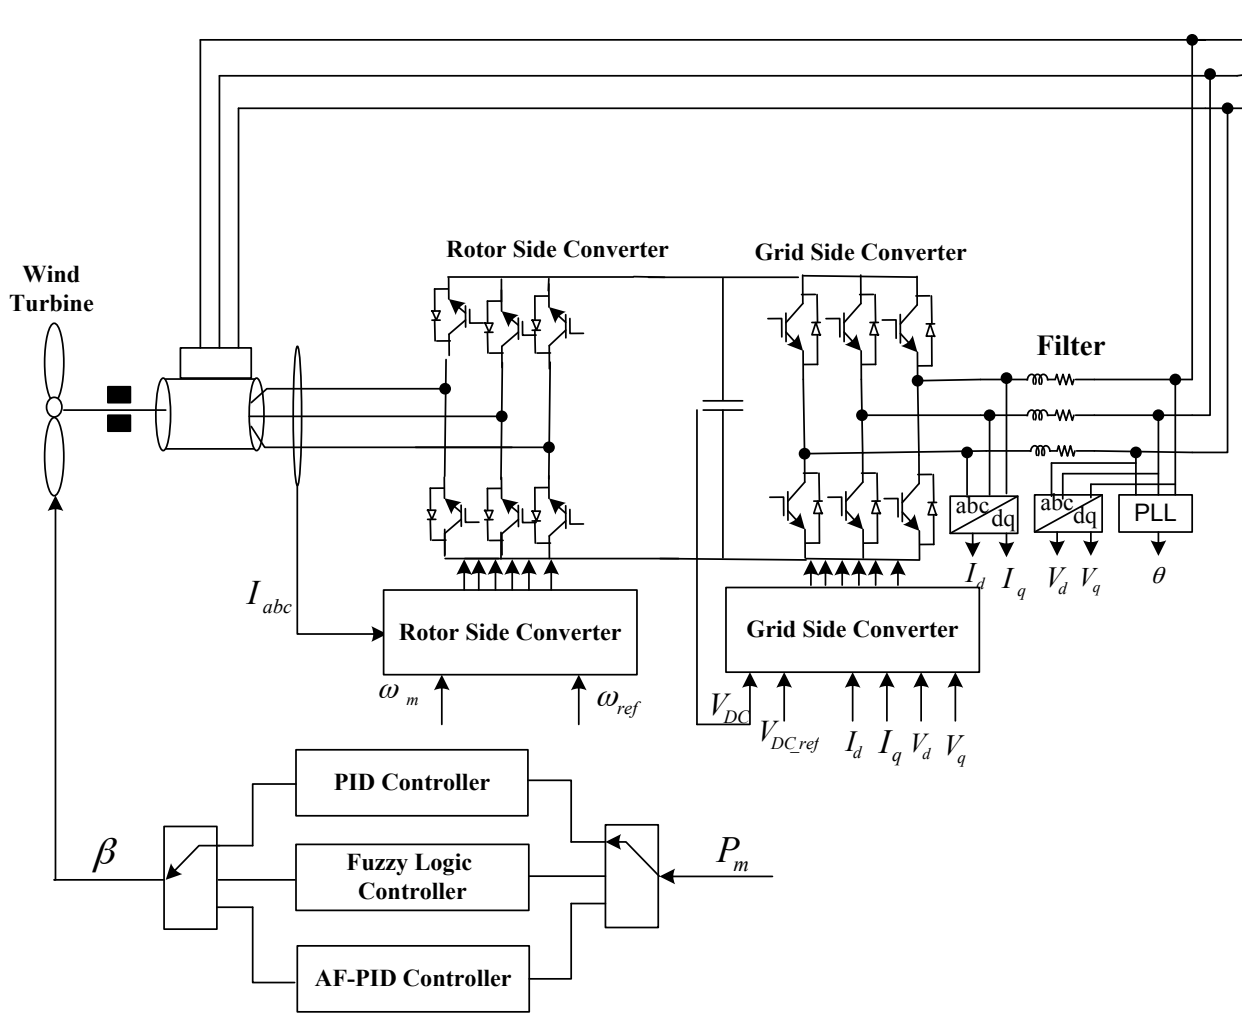 Rotor Side Converter
Grid Side Converter
Wind
Turbine
Filter
abc
dq
abc
dq
PLL
I_d
I_q
V_d
V_q
θ
I_abc
Rotor Side Converter
Grid Side Converter
ω_m
ω_ref
V_DC
V_DC_ref
I_d
I_q
V_d
V_q
PID Controller
β
Fuzzy Logic
Controller
P_m
AF-PID Controller